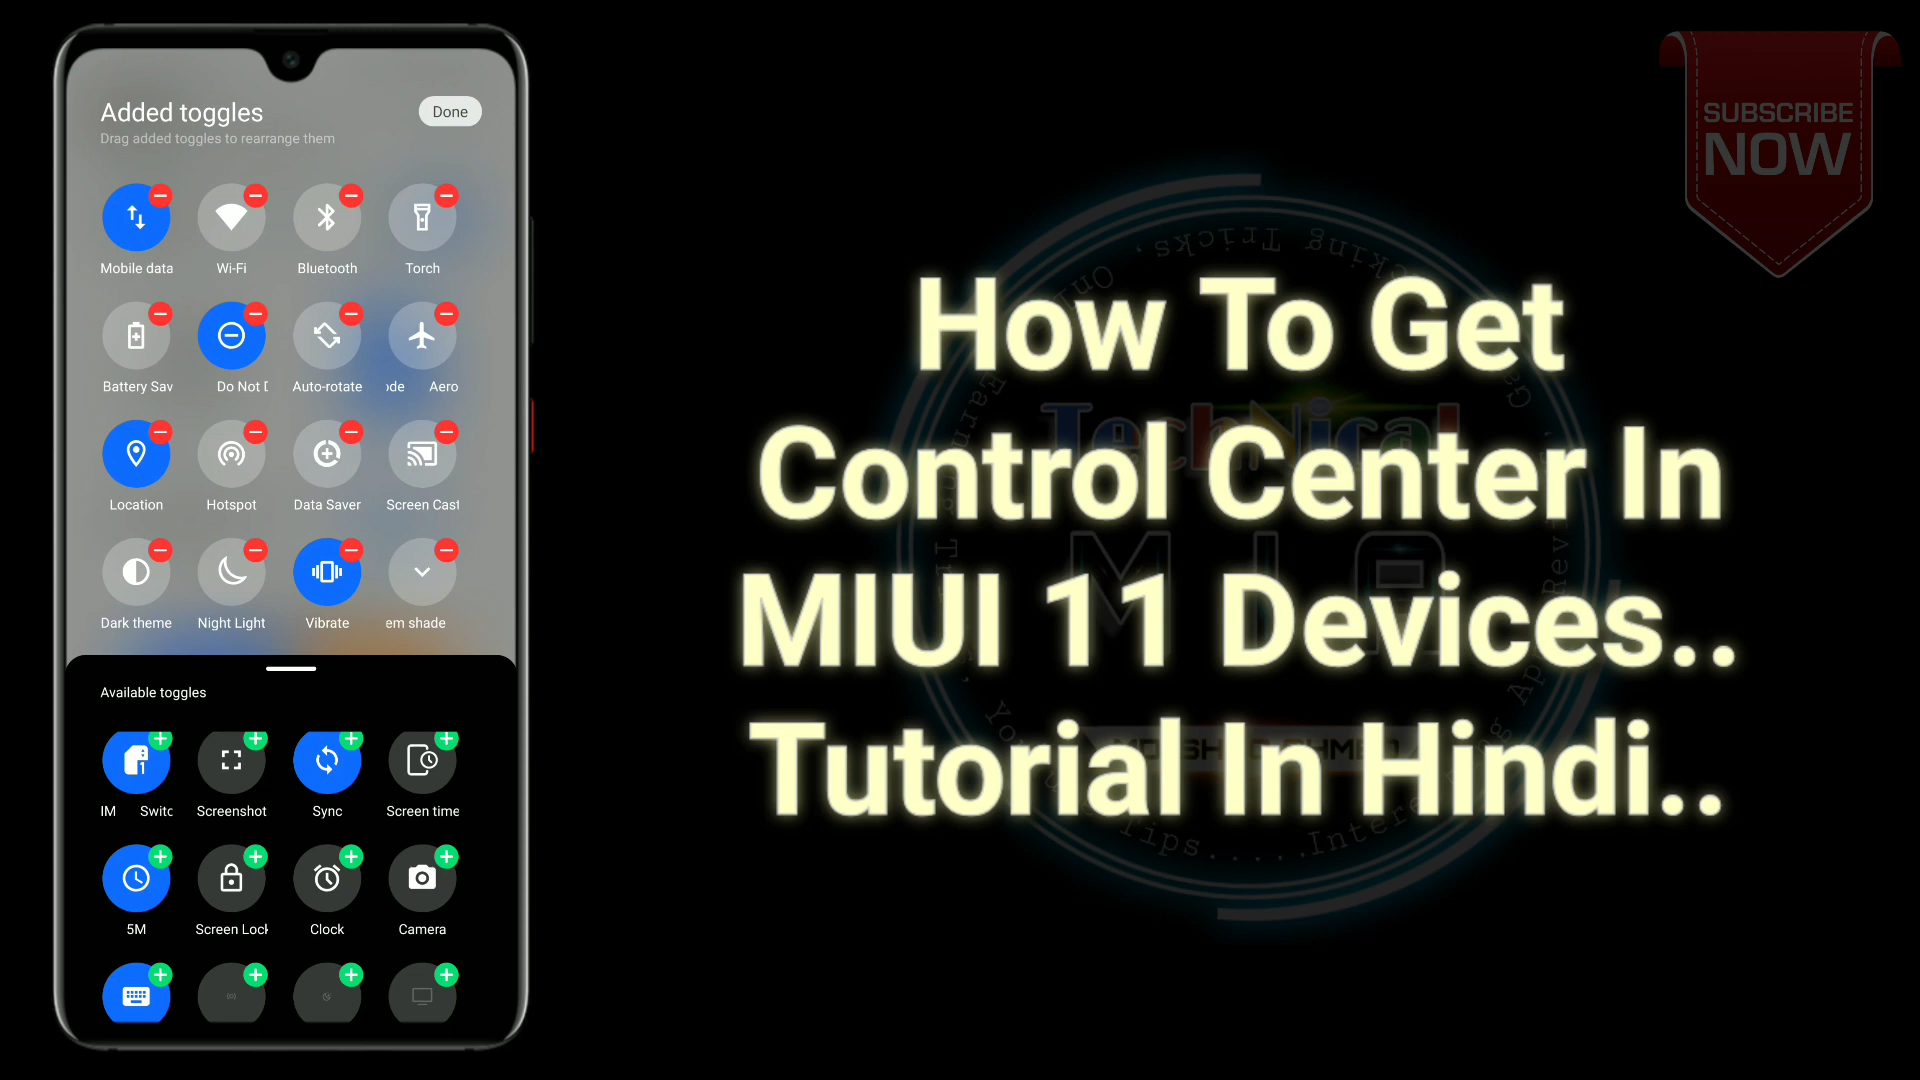 Added toggles
Done
Drag added toggles to rearrange them
Mobile data
Wi-Fi
Bluetooth
Torch
Battery Sav
Do Not D
Auto-rotate
ode Aero
Location
Hotspot
Data Saver
Screen Cast
Dark theme
Night Light
Vibrate
em shade
Available toggles
1
IM Switc
Screenshot
Sync
Screen time
5M
Screen Lock
Clock
Camera
SUBSCRIBE
NOW
How To Get
Control Center In
MIUI 11 Devices..
Tutorial In Hindi..
Technical